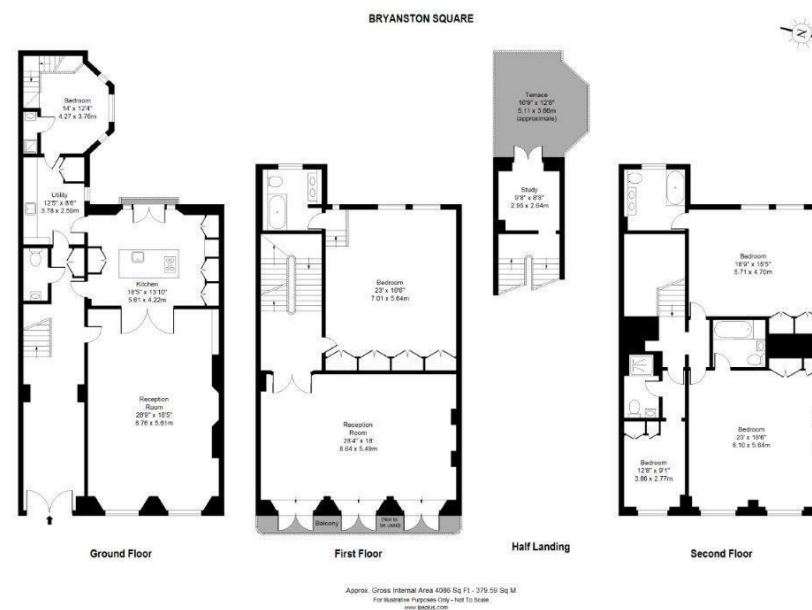 BRYANSTON SQUARE
N
Bedroom
14' x 12'4"
4.27 x 3.76m
Utility
12'5" x 8'6"
3.78 x 2.59m
Kitchen
18'5" x 13'10"
5.61 x 4.22m
Reception
Room
28'9" x 18'5"
8.76 x 5.61m
Ground Floor
Bedroom
23' x 18'6"
7.01 x 5.64m
Reception
Room
28'4" x 18'
8.64 x 5.49m
Balcony
(Not to
be used)
First Floor
Terrace
16'9" x 12'8"
5.11 x 3.86m
(approximate)
Study
9'8" x 8'8"
2.95 x 2.64m
Half Landing
Bedroom
18'9" x 15'5"
5.71 x 4.70m
Bedroom
20' x 18'6"
6.10 x 5.64m
Bedroom
12'8" x 9'1"
3.86 x 2.77m
Second Floor
Approx. Gross Internal Area 4086 Sq Ft - 379.59 Sq M
For Illustrative Purposes Only - Not To Scale